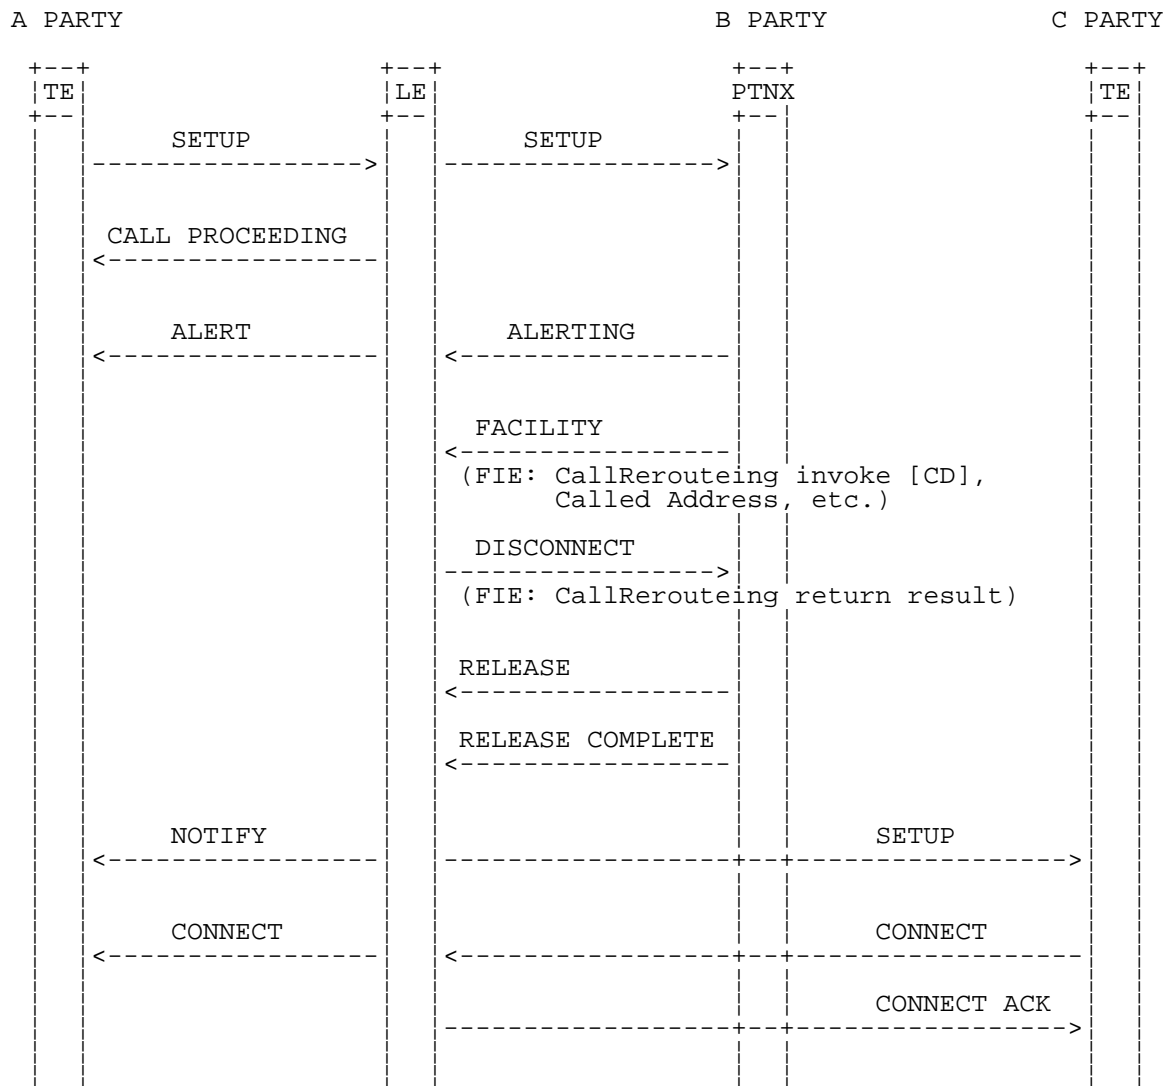 A PARTY B PARTY C PARTY
TE LE PTNX TE
SETUP SETUP
CALL PROCEEDING
ALERT ALERTING
FACILITY
(FIE: CallRerouteing invoke [CD],
Called Address, etc.)
DISCONNECT
(FIE: CallRerouteing return result)
RELEASE
RELEASE COMPLETE
NOTIFY SETUP
CONNECT CONNECT
CONNECT ACK